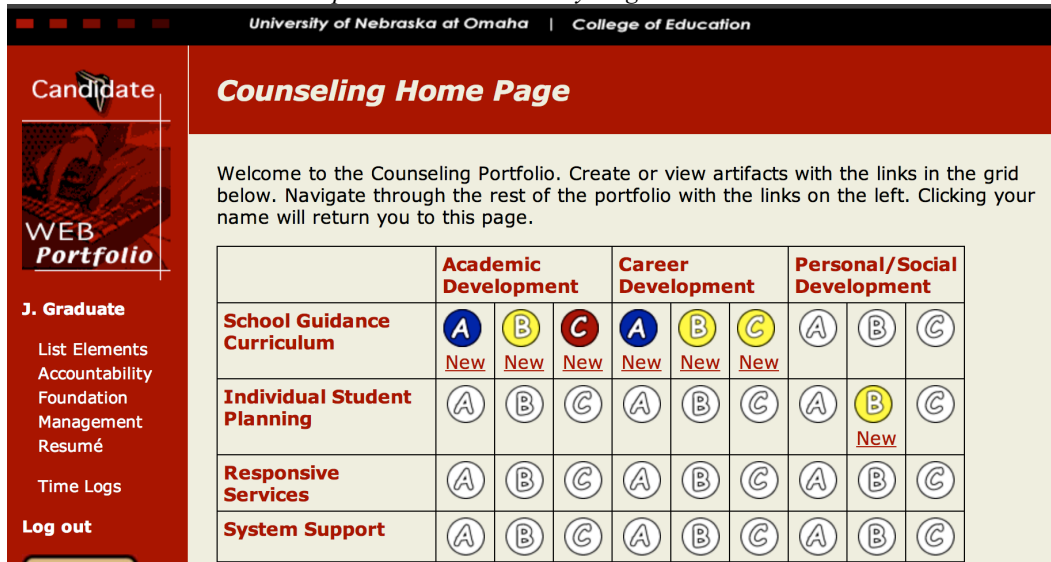 University of Nebraska at Omaha | College of Education
Candidate
WEB
Portfolio
J. Graduate
List Elements
Accountability
Foundation
Management
Resumé
Time Logs
Log out
Counseling Home Page
Welcome to the Counseling Portfolio. Create or view artifacts with the links in the grid
below. Navigate through the rest of the portfolio with the links on the left. Clicking your
name will return you to this page.
Academic Development Career Development Personal/Social Development
School Guidance Curriculum A B C A B C A B C
New New New New New New
Individual Student Planning A B C A B C A B C
New
Responsive Services A B C A B C A B C
System Support A B C A B C A B C